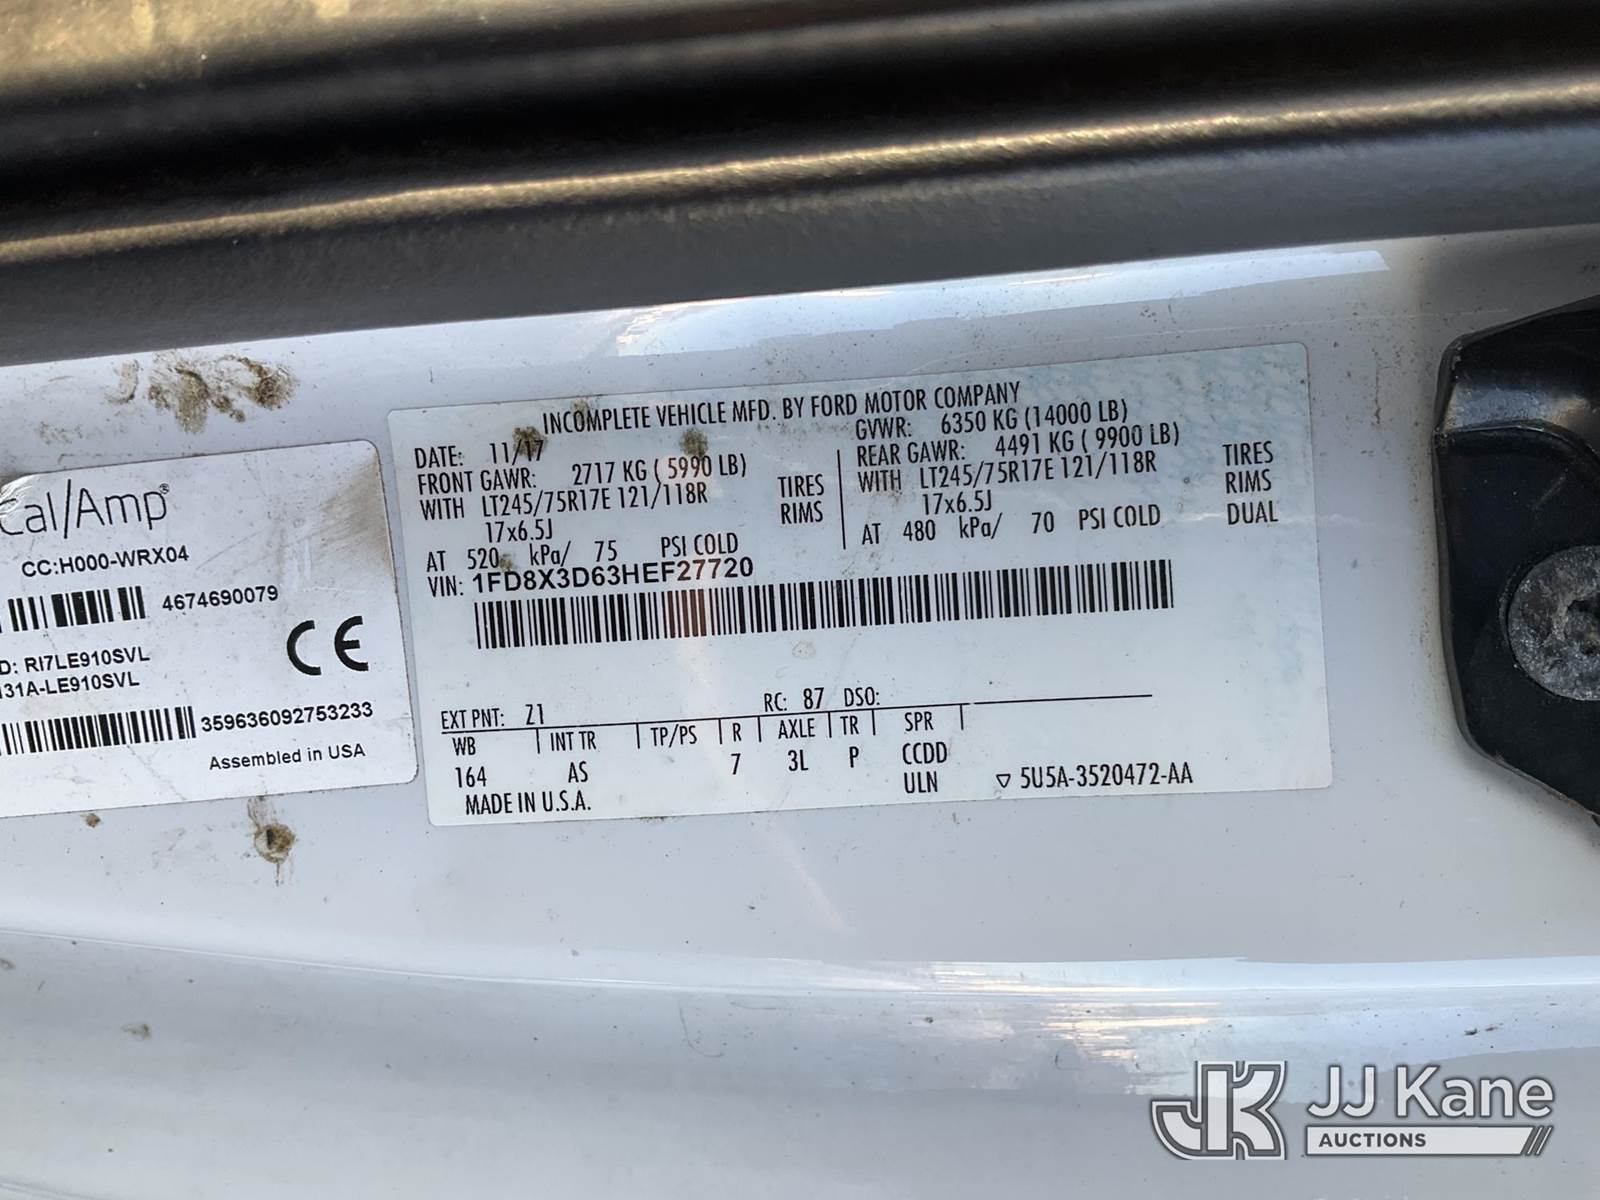 Cal/Amp®
CC:H000-WRX04
4674690079
D: RI7LE910SVL
131A-LE910SVL
CE
359636092753233
Assembled in USA
INCOMPLETE VEHICLE MFD. BY FORD MOTOR COMPANY
DATE: 11/17 GVWR: 6350 KG (14000 LB)
FRONT GAWR: 2717 KG ( 5990 LB) REAR GAWR: 4491 KG ( 9900 LB)
WITH LT245/75R17E 121/118R TIRES WITH LT245/75R17E 121/118R TIRES
17x6.5J RIMS 17x6.5J RIMS
AT 520 kPa/ 75 PSI COLD AT 480 kPa/ 70 PSI COLD DUAL
VIN: 1FD8X3D63HEF27720
EXT PNT: Z1 RC: 87 DSO:
WB INT TR TP/PS R AXLE TR SPR
164 AS 7 3L P CCDD
MADE IN U.S.A. ULN ▽ 5U5A-3520472-AA
JK JJ Kane
AUCTIONS